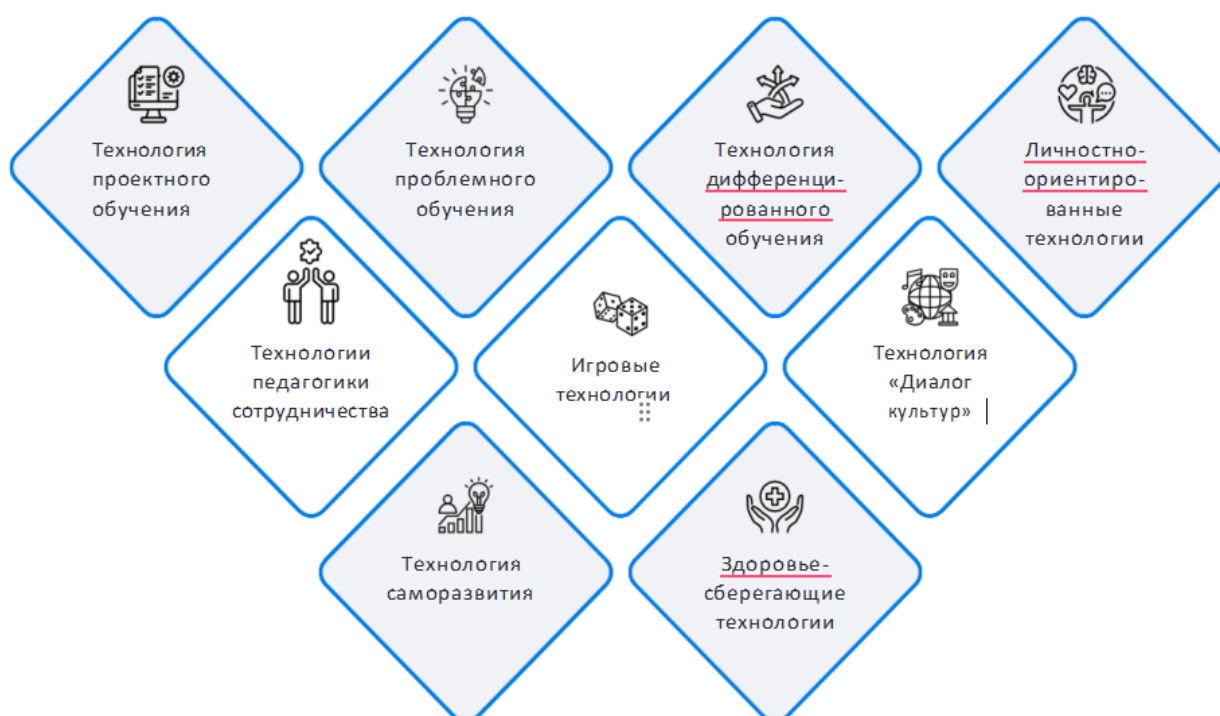 Технология
проектного
обучения
Технология
проблемного
обучения
Технология
дифференци-
рованного
обучения
Личностно-
ориентиро-
ванные
технологии
Технологии
педагогики
сотрудничества
Игровые
технологии
Технология
«Диалог
культур»
Технология
саморазвития
Здоровье-
сберегающие
технологии